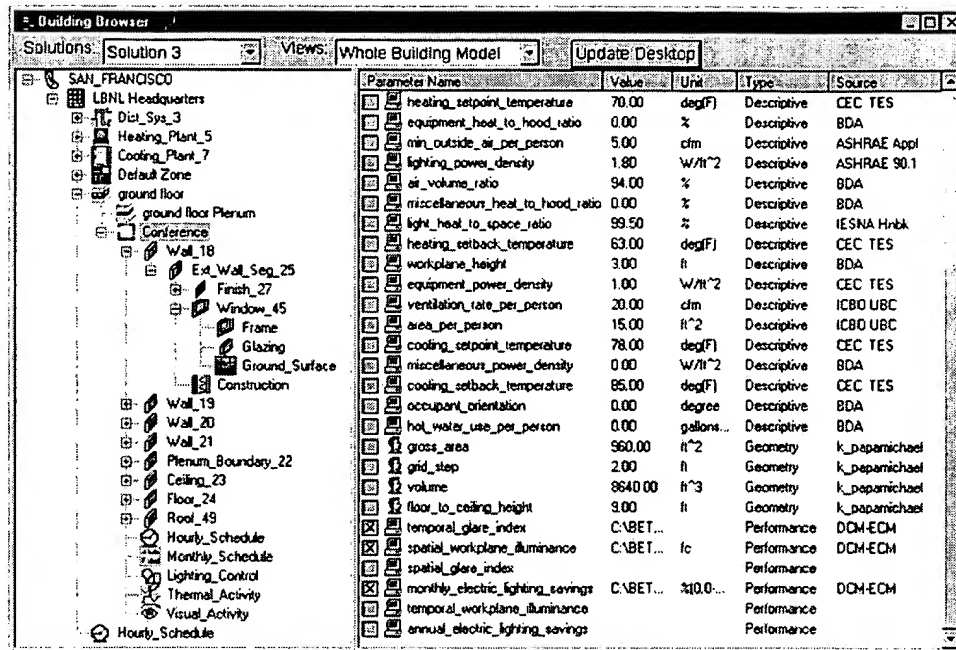 Building Browser
Solutions: Solution 3 Views: Whole Building Model Update Desktop
SAN_FRANCISCO
LBNL Headquarters
Dist_Sys_3
Heating_Plant_5
Cooling_Plant_7
Default Zone
ground floor
ground floor Plenum
Conference
Wall_18
Ext_Wall_Seg_25
Finish_27
Window_45
Frame
Glazing
Ground_Surface
Construction
Wall_19
Wall_20
Wall_21
Plenum_Boundary_22
Ceiling_23
Floor_24
Roof_49
Hourly_Schedule
Monthly_Schedule
Lighting_Control
Thermal_Activity
Visual_Activity
Hourly_Schedule
Parameter Name Value Unit Type Source
heating_setpoint_temperature 70.00 deg(F) Descriptive CEC TES
equipment_heat_to_hood_ratio 0.00 % Descriptive BDA
min_outside_air_per_person 5.00 cfm Descriptive ASHRAE Appl
lighting_power_density 1.80 W/ft^2 Descriptive ASHRAE 90.1
air_volume_ratio 94.00 % Descriptive BDA
miscellaneous_heat_to_hood_ratio 0.00 % Descriptive BDA
light_heat_to_space_ratio 99.50 % Descriptive IESNA Hnbk
heating_setback_temperature 63.00 deg(F) Descriptive CEC TES
workplane_height 3.00 ft Descriptive BDA
equipment_power_density 1.00 W/ft^2 Descriptive CEC TES
ventilation_rate_per_person 20.00 cfm Descriptive ICBO UBC
area_per_person 15.00 ft^2 Descriptive ICBO UBC
cooling_setpoint_temperature 78.00 deg(F) Descriptive CEC TES
miscellaneous_power_density 0.00 W/ft^2 Descriptive BDA
cooling_setback_temperature 85.00 deg(F) Descriptive CEC TES
occupant_orientation 0.00 degree Descriptive BDA
hot_water_use_per_person 0.00 gallons... Descriptive BDA
gross_area 960.00 ft^2 Geometry k_papamichael
grid_step 2.00 ft Geometry k_papamichael
volume 8640.00 ft^3 Geometry k_papamichael
floor_to_ceiling_height 9.00 ft Geometry k_papamichael
temporal_glare_index C:\BET... Performance DCM-ECM
spatial_workplane_illuminance C:\BET... fc Performance DCM-ECM
spatial_glare_index Performance
monthly_electric_lighting_savings C:\BET... %[0.0-... Performance DCM-ECM
temporal_workplane_illuminance Performance
annual_electric_lighting_savings Performance